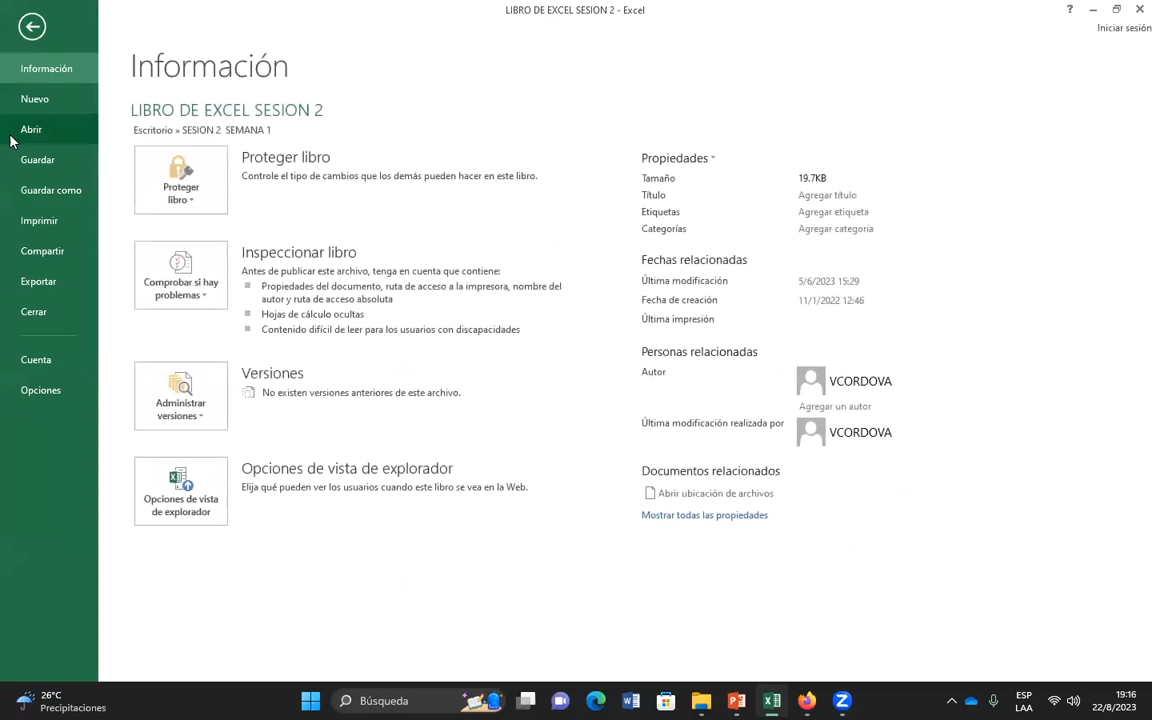 LIBRO DE EXCEL SESION 2 - Excel
?
Iniciar sesión
Información
Nuevo
Abrir
Guardar
Guardar como
Imprimir
Compartir
Exportar
Cerrar
Cuenta
Opciones
Información
LIBRO DE EXCEL SESION 2
Escritorio » SESION 2 SEMANA 1
Proteger
libro
Proteger libro
Controle el tipo de cambios que los demás pueden hacer en este libro.
Comprobar si hay
problemas
Inspeccionar libro
Antes de publicar este archivo, tenga en cuenta que contiene:
Propiedades del documento, ruta de acceso a la impresora, nombre del
autor y ruta de acceso absoluta
Hojas de cálculo ocultas
Contenido difícil de leer para los usuarios con discapacidades
Administrar
versiones
Versiones
No existen versiones anteriores de este archivo.
Opciones de vista
de explorador
Opciones de vista de explorador
Elija qué pueden ver los usuarios cuando este libro se vea en la Web.
Propiedades
Tamaño 19.7KB
Título Agregar título
Etiquetas Agregar etiqueta
Categorías Agregar categoría
Fechas relacionadas
Última modificación 5/6/2023 15:29
Fecha de creación 11/1/2022 12:46
Última impresión
Personas relacionadas
Autor VCORDOVA
Agregar un autor
Última modificación realizada por VCORDOVA
Documentos relacionados
Abrir ubicación de archivos
Mostrar todas las propiedades
26°C
Precipitaciones
Búsqueda
ESP
LAA
19:16
22/8/2023